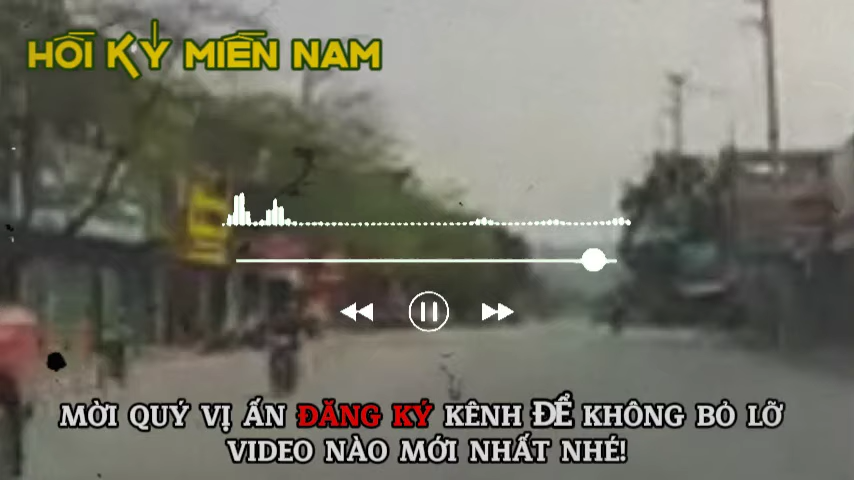 HỒI KÝ MIỀN NAM
MỜI QUÝ VỊ ẤN ĐĂNG KÝ KÊNH ĐỂ KHÔNG BỎ LỠ
VIDEO NÀO MỚI NHẤT NHÉ!